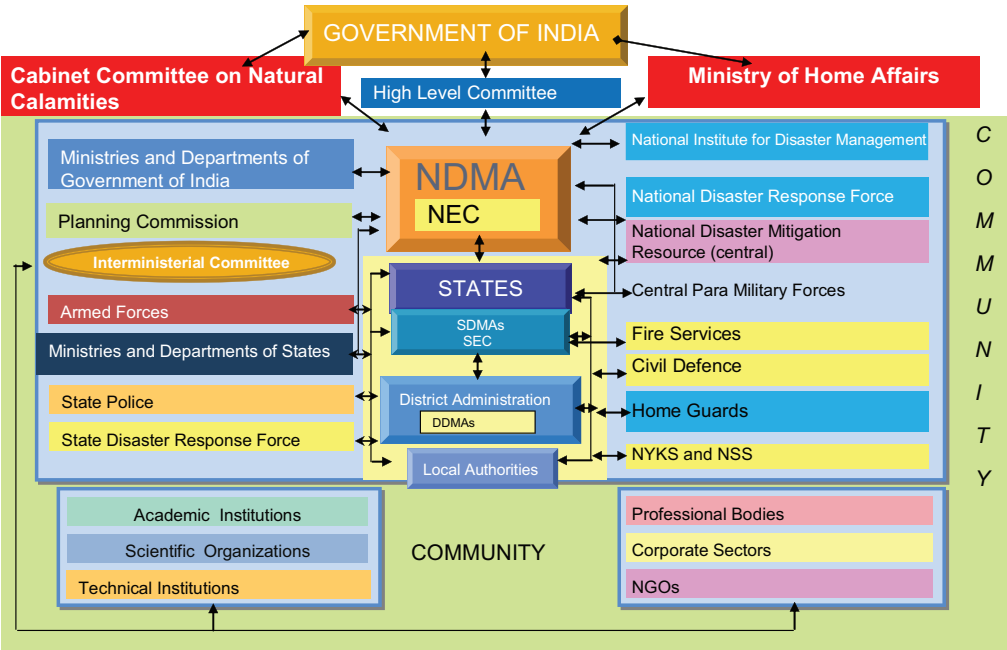 GOVERNMENT OF INDIA
Cabinet Committee on Natural
Calamities
High Level Committee
Ministry of Home Affairs
Ministries and Departments of
Government of India
Planning Commission
Interministerial Committee
Armed Forces
Ministries and Departments of States
State Police
State Disaster Response Force
NDMA
NEC
STATES
SDMAs
SEC
District Administration
DDMAs
Local Authorities
National Institute for Disaster Management
National Disaster Response Force
National Disaster Mitigation
Resource (central)
Central Para Military Forces
Fire Services
Civil Defence
Home Guards
NYKS and NSS
C
O
M
M
U
N
I
T
Y
Academic Institutions
Scientific Organizations
Technical Institutions
COMMUNITY
Professional Bodies
Corporate Sectors
NGOs